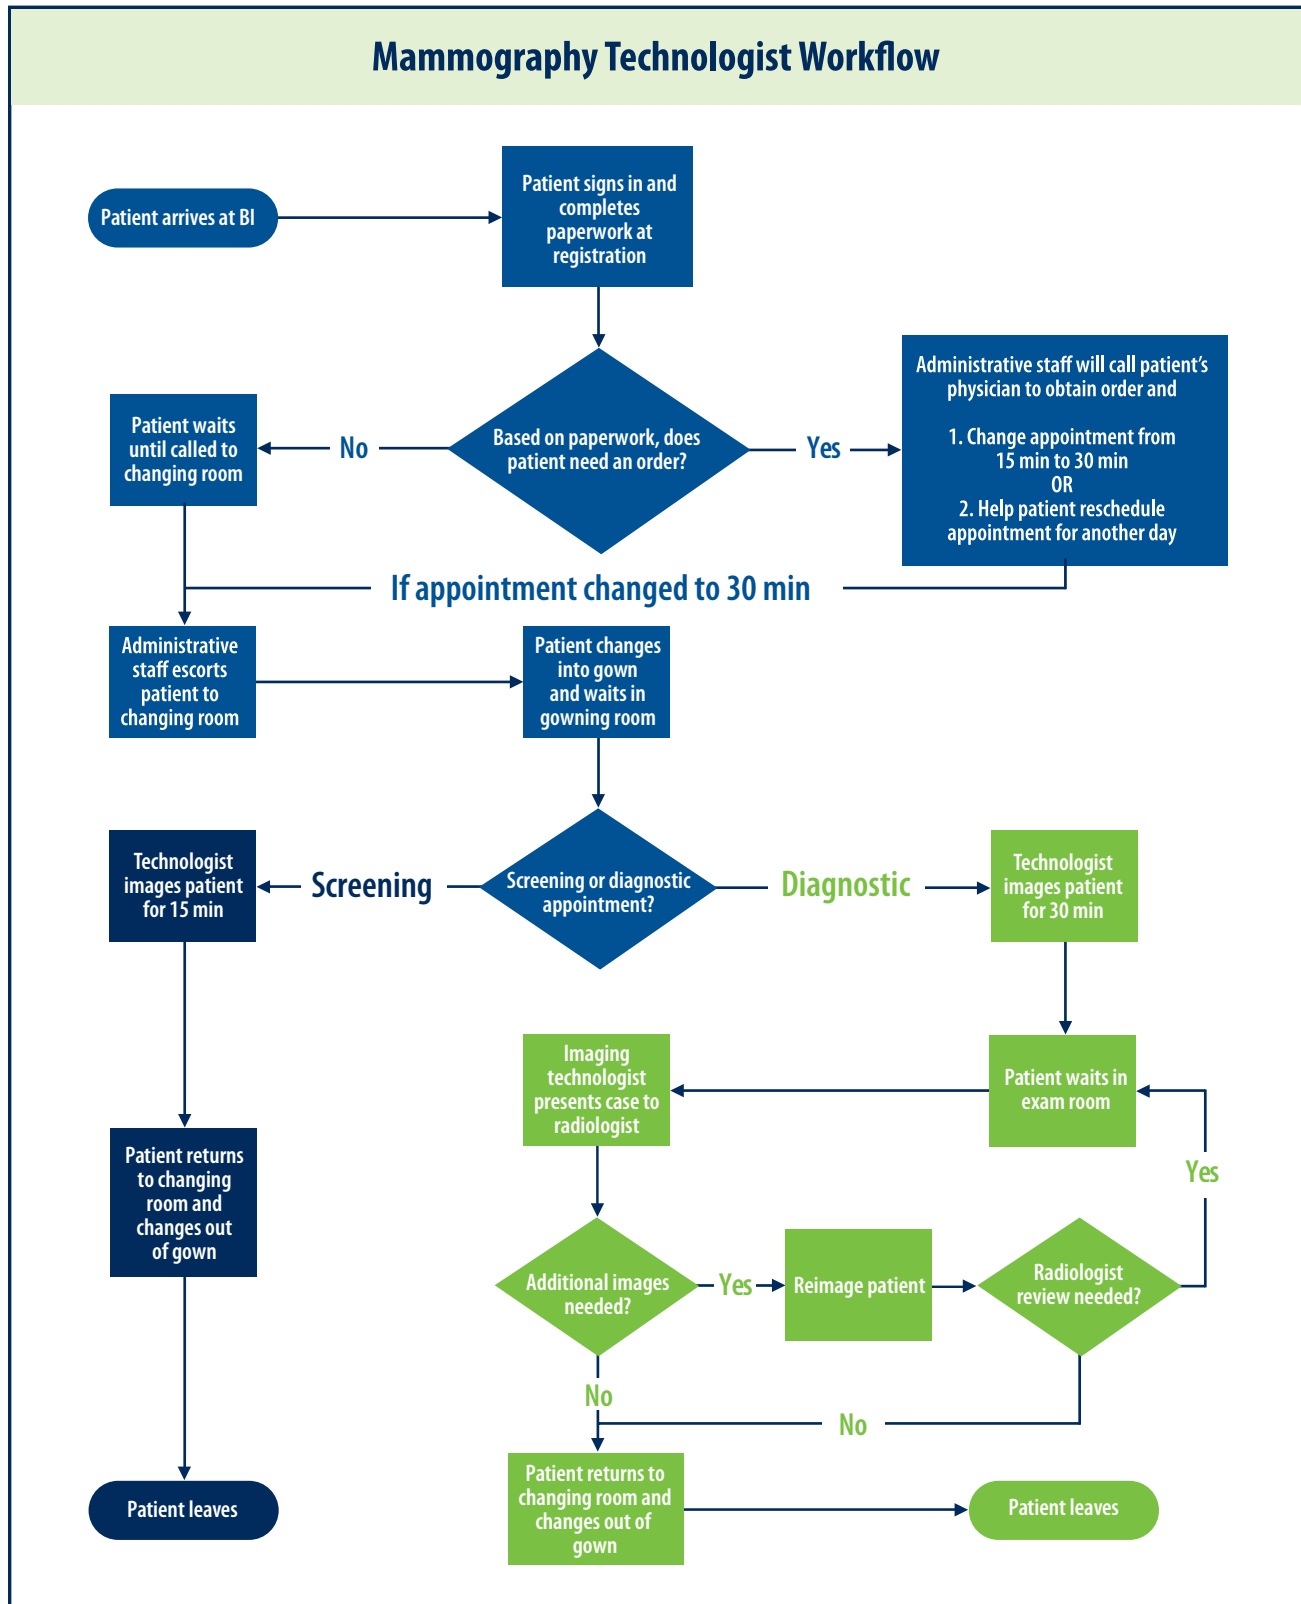 Mammography Technologist Workflow
Patient arrives at BI
Patient signs in and
completes
paperwork at
registration
Based on paperwork, does
patient need an order?
No
Yes
Patient waits
until called to
changing room
Administrative staff will call patient’s
physician to obtain order and
1. Change appointment from
15 min to 30 min
OR
2. Help patient reschedule
appointment for another day
If appointment changed to 30 min
Administrative
staff escorts
patient to
changing room
Patient changes
into gown
and waits in
gowning room
Screening or diagnostic
appointment?
Screening
Diagnostic
Technologist
images patient
for 15 min
Technologist
images patient
for 30 min
Patient returns
to changing
room and
changes out
of gown
Patient leaves
Patient waits in
exam room
Imaging
technologist
presents case to
radiologist
Additional images
needed?
Yes
Reimage patient
Radiologist
review needed?
Yes
No
No
Patient returns to
changing room and
changes out of
gown
Patient leaves